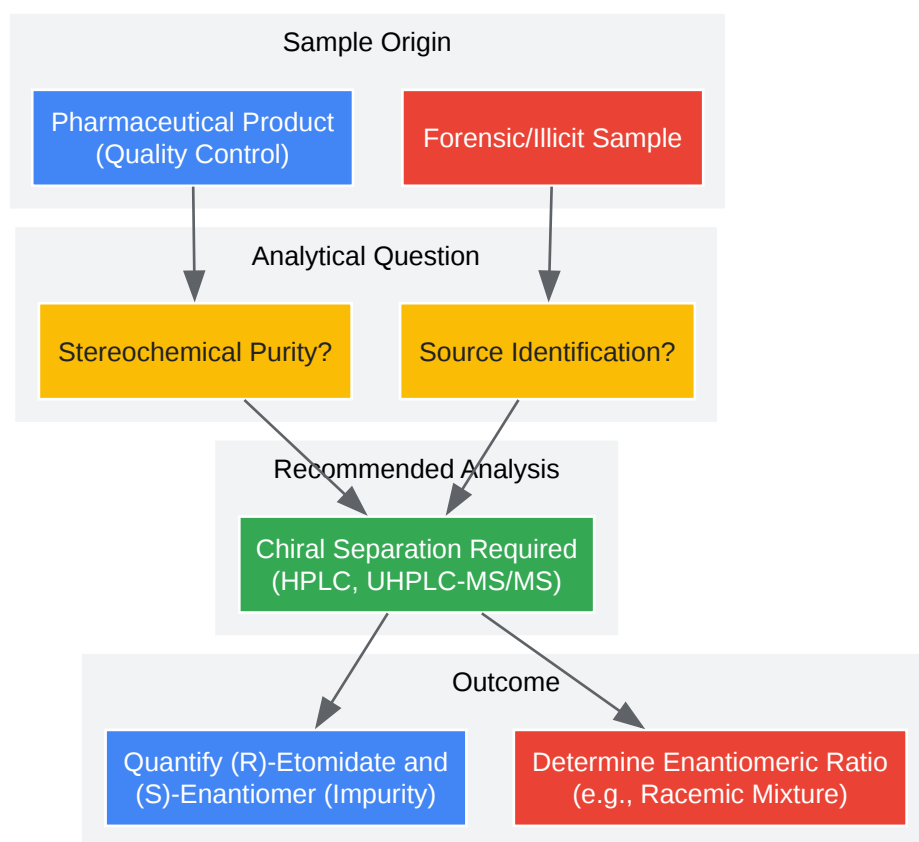 Sample Origin
Pharmaceutical Product
(Quality Control)
Forensic/Illicit Sample
Analytical Question
Stereochemical Purity?
Source Identification?
Recommended Analysis
Chiral Separation Required
(HPLC, UHPLC-MS/MS)
Outcome
Quantify (R)-Etomidate and
(S)-Enantiomer (Impurity)
Determine Enantiomeric Ratio
(e.g., Racemic Mixture)